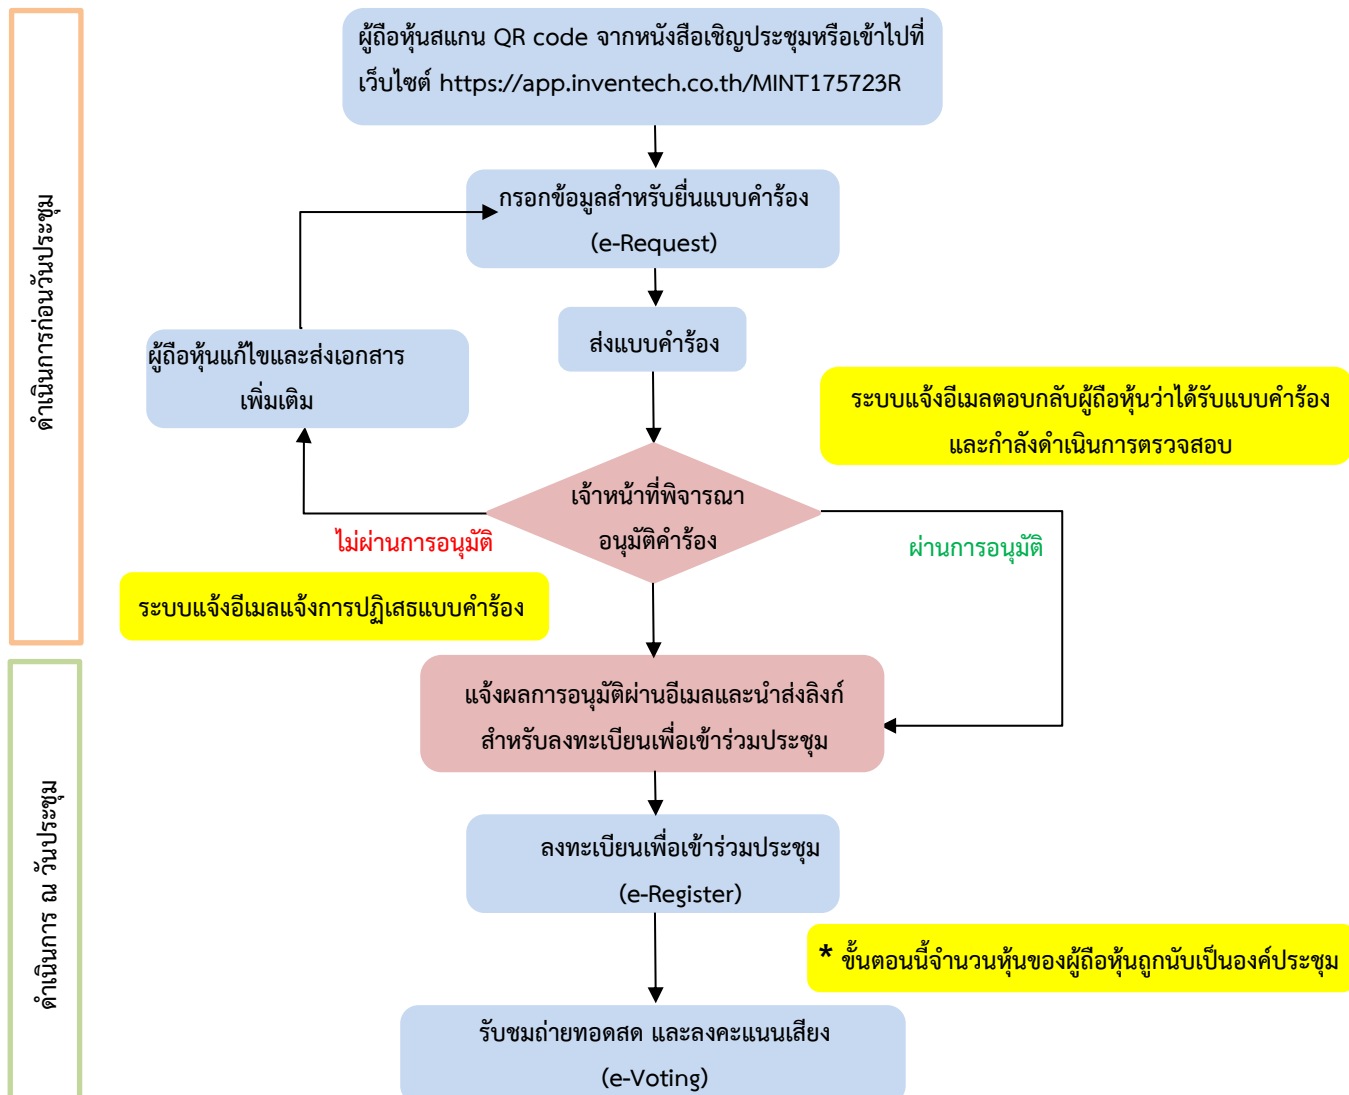 ผู้ถือหุ้นสแกน QR code จากหนังสือเชิญประชุมหรือเข้าไปที่
เว็บไซต์ https://app.inventech.co.th/MINT175723R
ดำเนินการก่อนวันประชุม
กรอกข้อมูลสำหรับยื่นแบบคำร้อง
(e-Request)
ส่งแบบคำร้อง
ผู้ถือหุ้นแก้ไขและส่งเอกสาร
เพิ่มเติม
ระบบแจ้งอีเมลตอบกลับผู้ถือหุ้นว่าได้รับแบบคำร้อง
และกำลังดำเนินการตรวจสอบ
เจ้าหน้าที่พิจารณา
อนุมัติคำร้อง
ไม่ผ่านการอนุมัติ
ผ่านการอนุมัติ
ระบบแจ้งอีเมลแจ้งการปฏิเสธแบบคำร้อง
แจ้งผลการอนุมัติผ่านอีเมลและนำส่งลิงก์
สำหรับลงทะเบียนเพื่อเข้าร่วมประชุม
ดำเนินการ ณ วันประชุม
ลงทะเบียนเพื่อเข้าร่วมประชุม
(e-Register)
* ขั้นตอนนี้จำนวนหุ้นของผู้ถือหุ้นถูกนับเป็นองค์ประชุม
รับชมถ่ายทอดสด และลงคะแนนเสียง
(e-Voting)